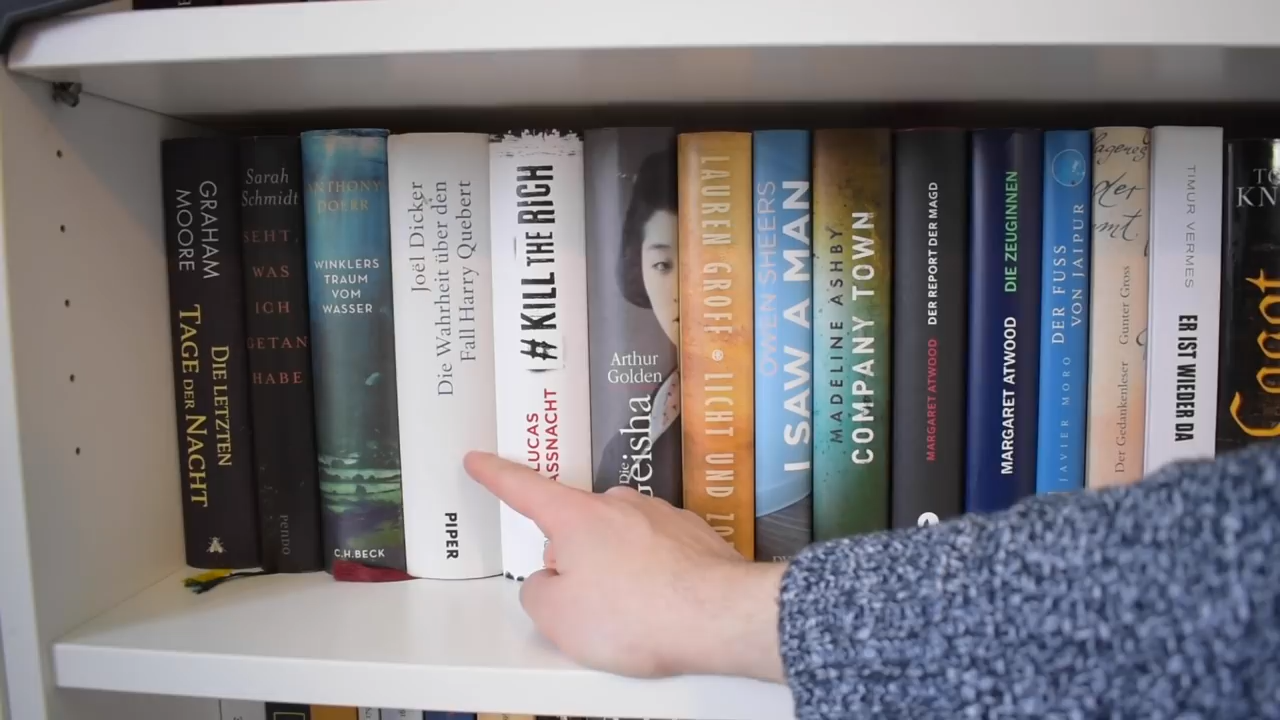 GRAHAM
MOORE
DIE LETZTEN
TAGE DER NACHT
Sarah
Schmidt
SEHT,
WAS
ICH
GETAN
HABE
pendo
ANTHONY
DOERR
WINKLERS
TRAUM
VOM
WASSER
C.H.BECK
Joël Dicker
Die Wahrheit über den
Fall Harry Quebert
PIPER
#KILL THE RICH
LUCAS
ASSNACHT
Arthur
Golden
Die
Geisha
LAUREN GROFF LICHT UND ZO
OWEN SHEERS
I SAW A MAN
MADELINE ASHBY
COMPANY TOWN
MARGARET ATWOOD DER REPORT DER MAGD
MARGARET ATWOOD DIE ZEUGINNEN
JAVIER MORO DER FUSS
VON JAIPUR
Der Gedankenleser Gunter Gross
TIMUR VERMES
ER IST WIEDER DA
KN